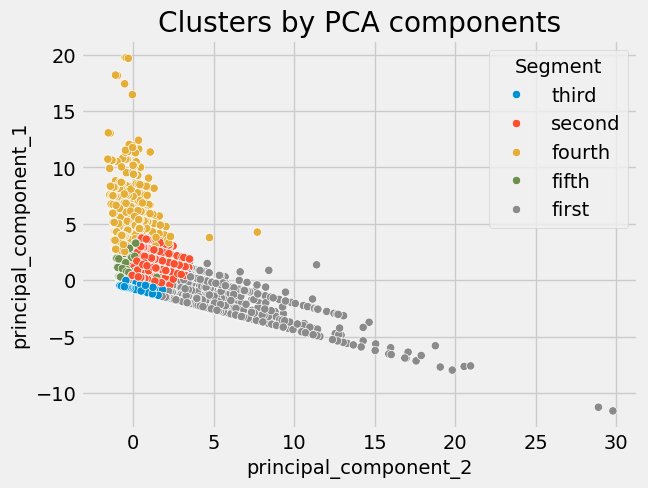 Clusters by PCA components
principal_component_1
20
15
10
5
0
−5
−10
Segment
third
second
fourth
fifth
first
0 5 10 15 20 25 30
principal_component_2